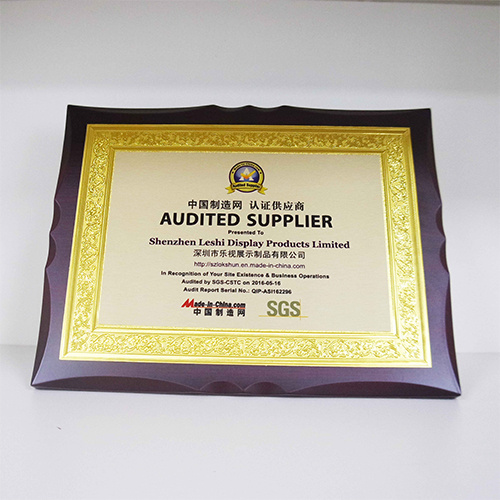 Audited Supplier
中国制造网 认证供应商
AUDITED SUPPLIER
Presented To
Shenzhen Leshi Display Products Limited
深圳市乐视展示制品有限公司
http://szlokshun.en.made-in-china.com
In Recognition of Your Site Existence & Business Operations
Audited by SGS-CSTC on 2016-05-16
Audit Report Serial No.: QIP-ASI162296
Made-in-China.com
中国制造网
SGS